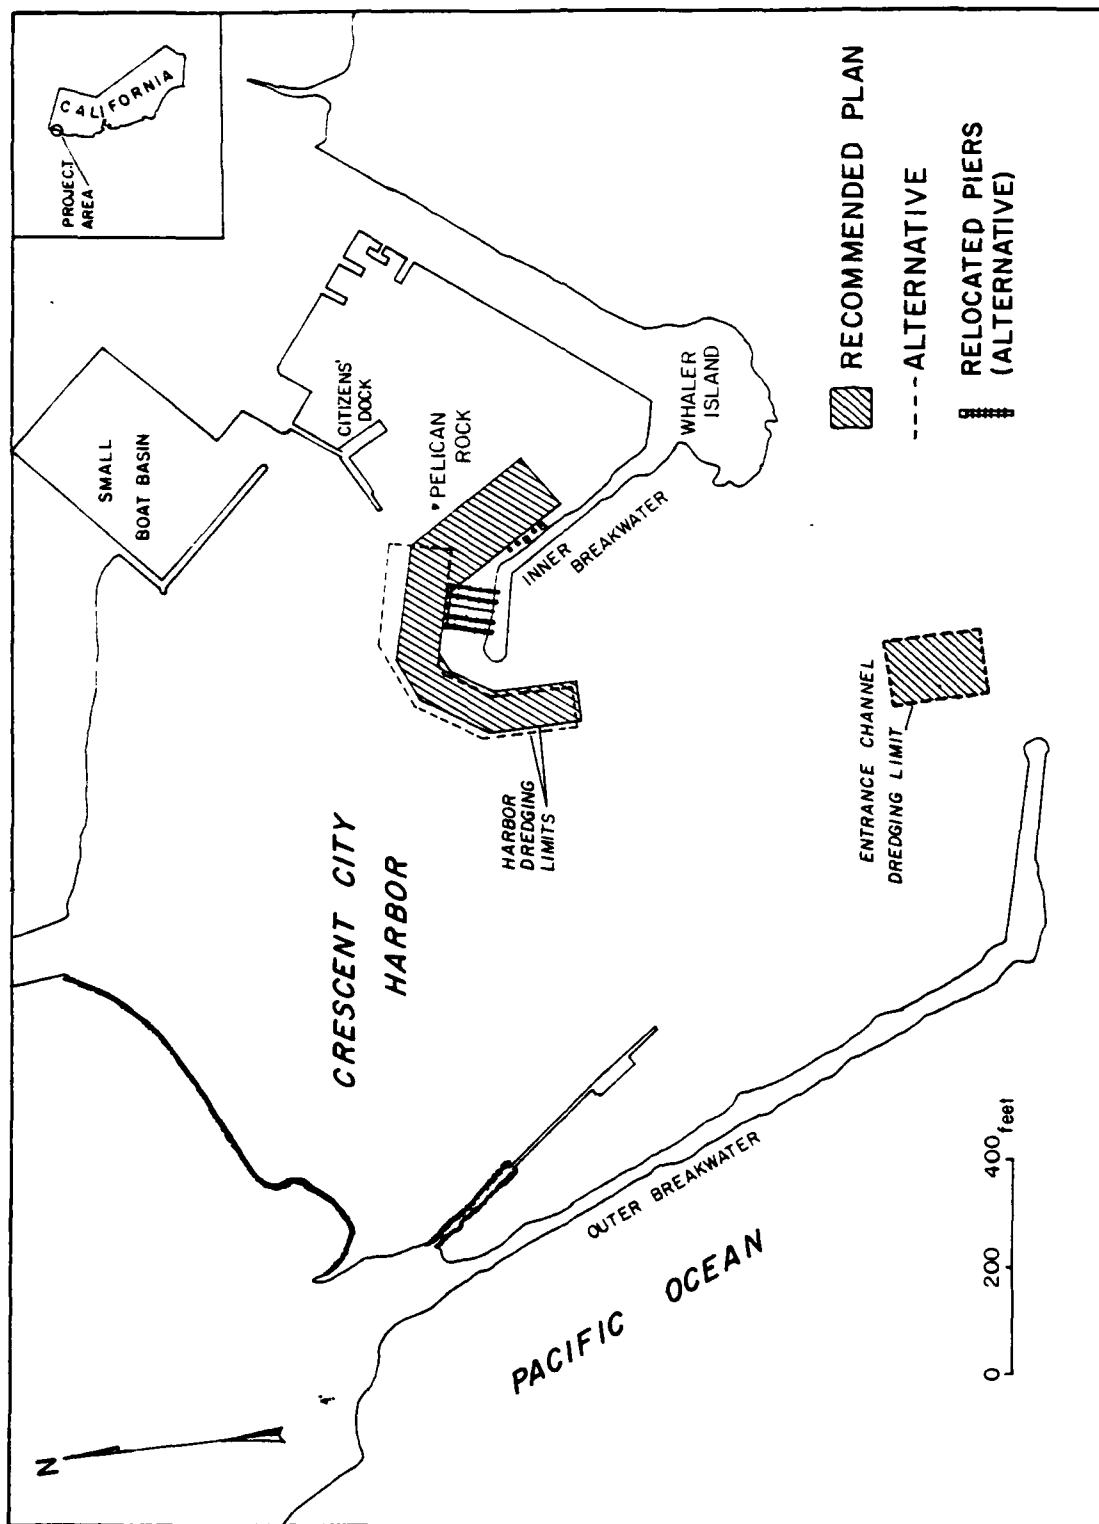 N
PROJECT
AREA
CALIFORNIA
SMALL
BOAT BASIN
CITIZENS'
DOCK
PELICAN
ROCK
CRESCENT CITY
HARBOR
HARBOR
DREDGING
LIMITS
INNER
BREAKWATER
WHALER
ISLAND
OUTER BREAKWATER
PACIFIC OCEAN
ENTRANCE CHANNEL
DREDGING LIMIT
RECOMMENDED PLAN
ALTERNATIVE
RELOCATED PIERS
(ALTERNATIVE)
0 200 400 feet